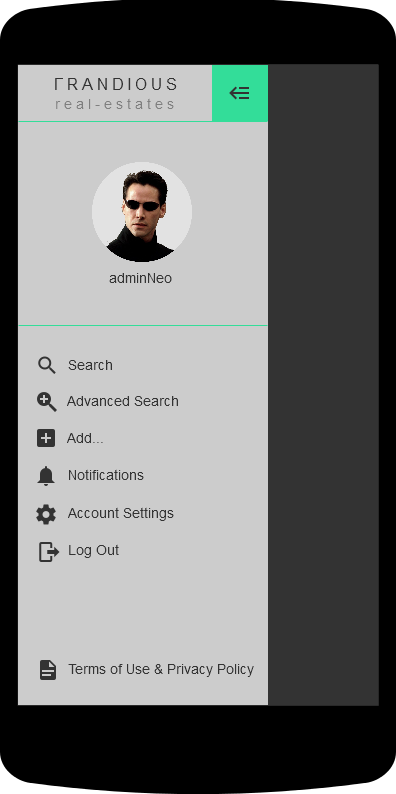 ΓRANDIOUS
real-estates
adminNeo
Search
Advanced Search
Add...
Notifications
Account Settings
Log Out
Terms of Use & Privacy Policy